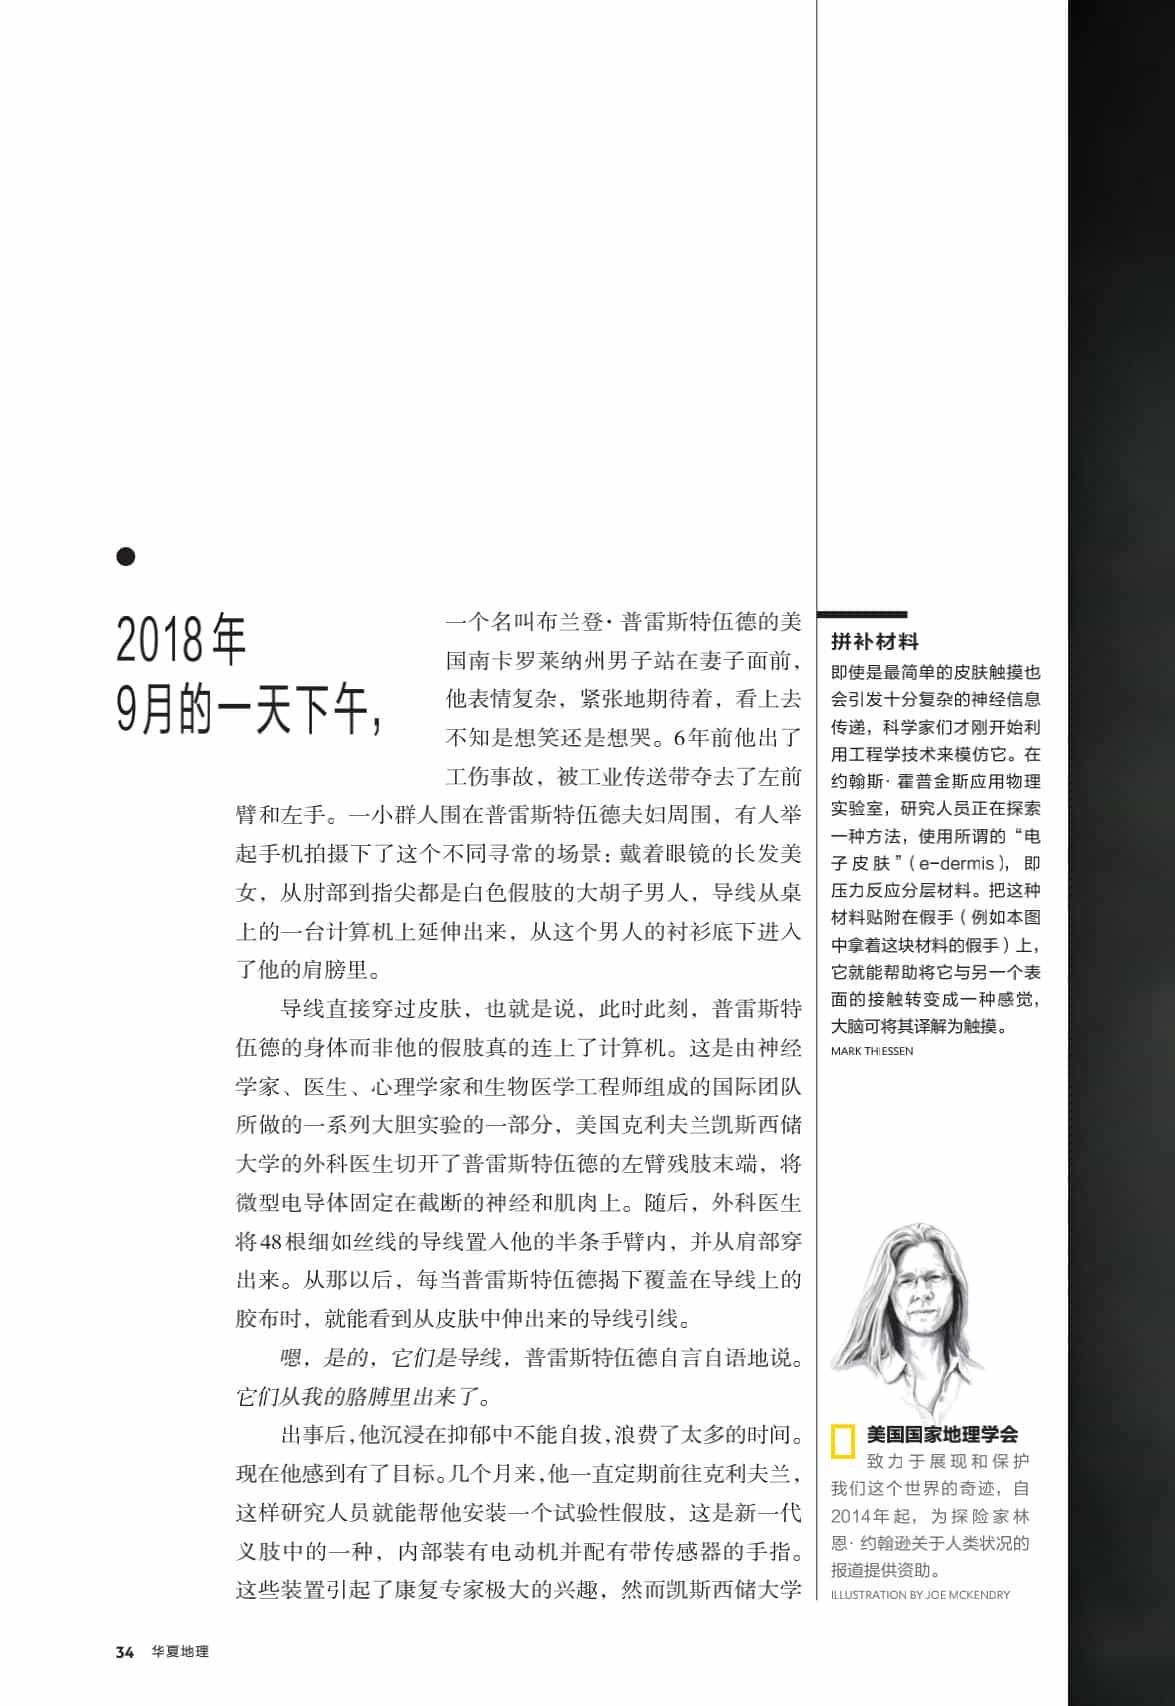 2018年
9月的一天下午，
一个名叫布兰登·普雷斯特伍德的美
国南卡罗莱纳州男子站在妻子面前，
他表情复杂，紧张地期待着，看上去
不知是想笑还是想哭。6年前他出了
工伤事故，被工业传送带夺去了左前
臂和左手。一小群人围在普雷斯特伍德夫妇周围，有人举
起手机拍摄下了这个不同寻常的场景：戴着眼镜的长发美
女，从肘部到指尖都是白色假肢的大胡子男人，导线从桌
上的一台计算机上延伸出来，从这个男人的衬衫底下进入
了他的肩膀里。
导线直接穿过皮肤，也就是说，此时此刻，普雷斯特
伍德的身体而非他的假肢真的连上了计算机。这是由神经
学家、医生、心理学家和生物医学工程师组成的国际团队
所做的一系列大胆实验的一部分，美国克利夫兰凯斯西储
大学的外科医生切开了普雷斯特伍德的左臂残肢末端，将
微型电导体固定在截断的神经和肌肉上。随后，外科医生
将48根细如丝线的导线置入他的半条手臂内，并从肩部穿
出来。从那以后，每当普雷斯特伍德揭下覆盖在导线上的
胶布时，就能看到从皮肤中伸出来的导线引线。
嗯，是的，它们是导线，普雷斯特伍德自言自语地说。
它们从我的胳膊里出来了。
出事后，他沉浸在抑郁中不能自拔，浪费了太多的时间。
现在他感到有了目标。几个月来，他一直定期前往克利夫兰，
这样研究人员就能帮他安装一个试验性假肢，这是新一代
义肢中的一种，内部装有电动机并配有带传感器的手指。
这些装置引起了康复专家极大的兴趣，然而凯斯西储大学
拼补材料
即使是最简单的皮肤触摸也
会引发十分复杂的神经信息
传递，科学家们才刚开始利
用工程学技术来模仿它。在
约翰斯·霍普金斯应用物理
实验室，研究人员正在探索
一种方法，使用所谓的“电
子皮肤”（e-dermis），即
压力反应分层材料。把这种
材料贴附在假手（例如本图
中拿着这块材料的假手）上，
它就能帮助将它与另一个表
面的接触转变成一种感觉，
大脑可将其译解为触摸。
MARK THIESSEN
美国国家地理学会
致力于展现和保护
我们这个世界的奇迹，自
2014年起，为探险家林
恩·约翰逊关于人类状况的
报道提供资助。
ILLUSTRATION BY JOE MCKENDRY
34 华夏地理